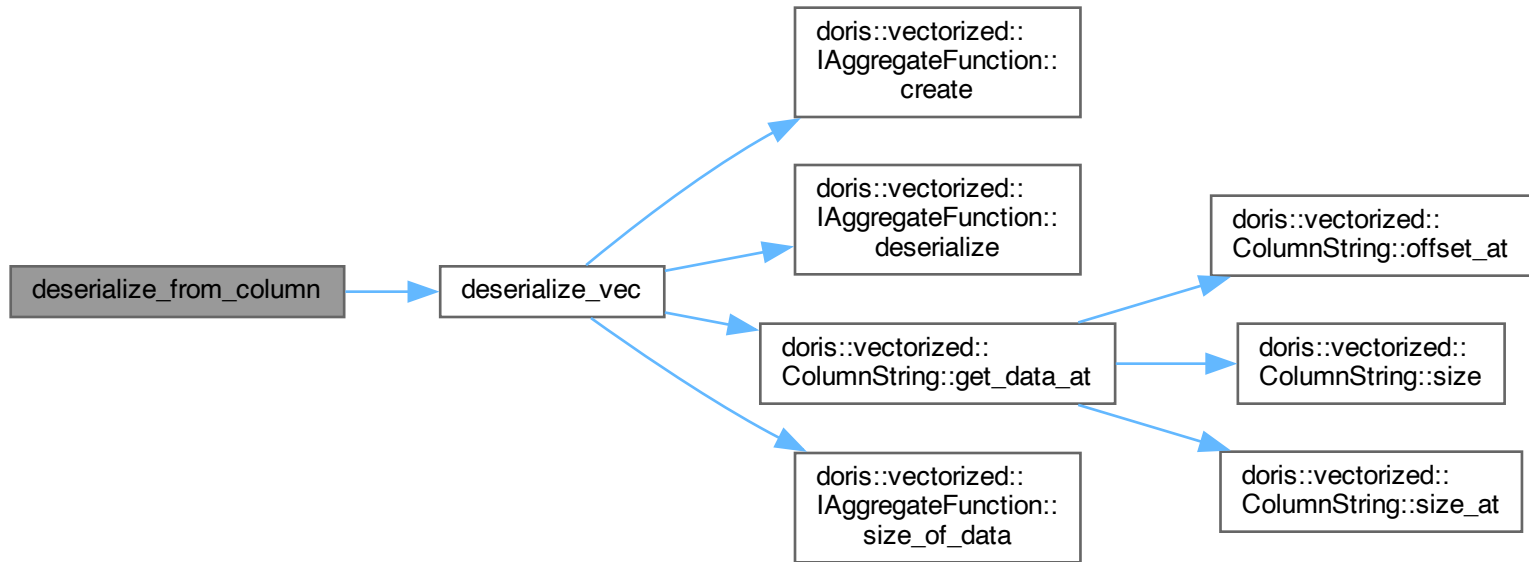 deserialize_from_column
deserialize_vec
doris::vectorized::
IAggregateFunction::
create
doris::vectorized::
IAggregateFunction::
deserialize
doris::vectorized::
ColumnString::get_data_at
doris::vectorized::
IAggregateFunction::
size_of_data
doris::vectorized::
ColumnString::offset_at
doris::vectorized::
ColumnString::size
doris::vectorized::
ColumnString::size_at